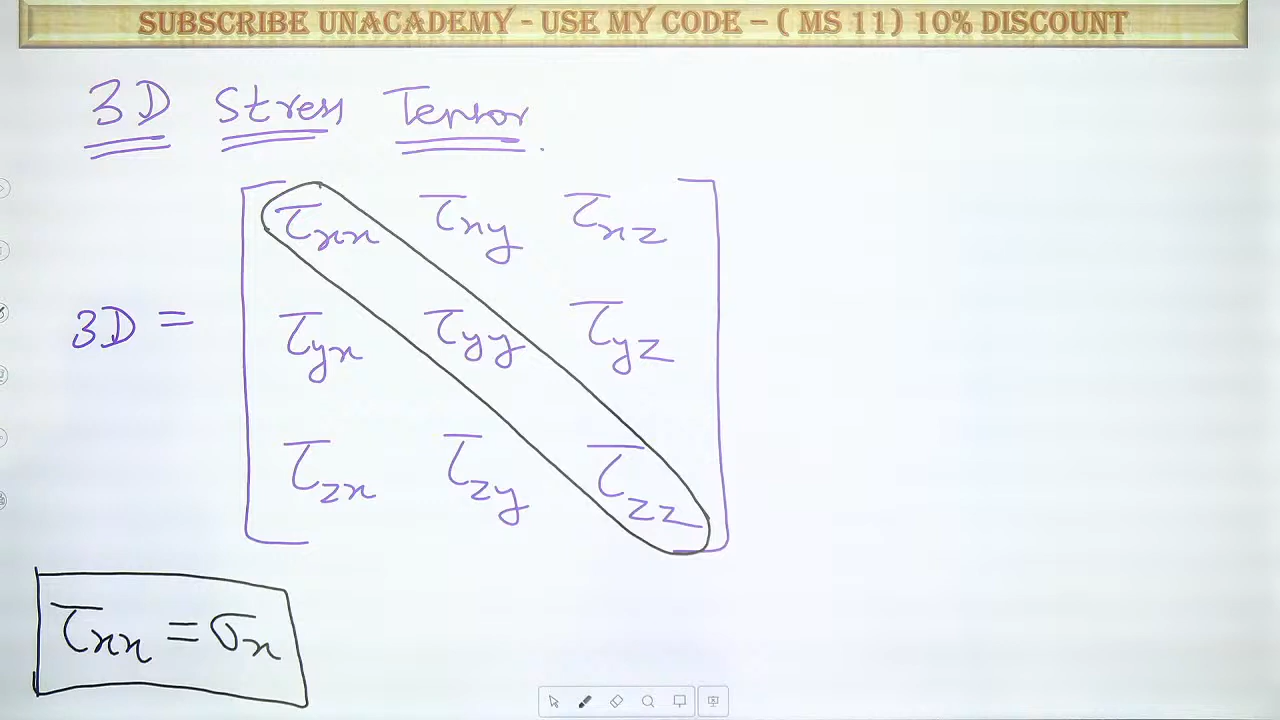 SUBSCRIBE UNACADEMY - USE MY CODE – ( MS 11) 10% DISCOUNT
3D Stress Tensor.
τxx τxy τxz
3D = τyx τyy τyz
τzx τzy τzz
τxx = σx